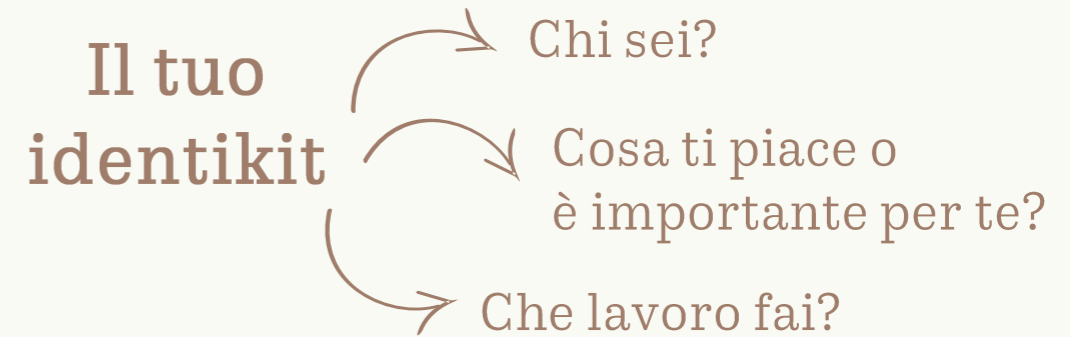 Il tuo
identikit
Chi sei?
Cosa ti piace o
è importante per te?
Che lavoro fai?